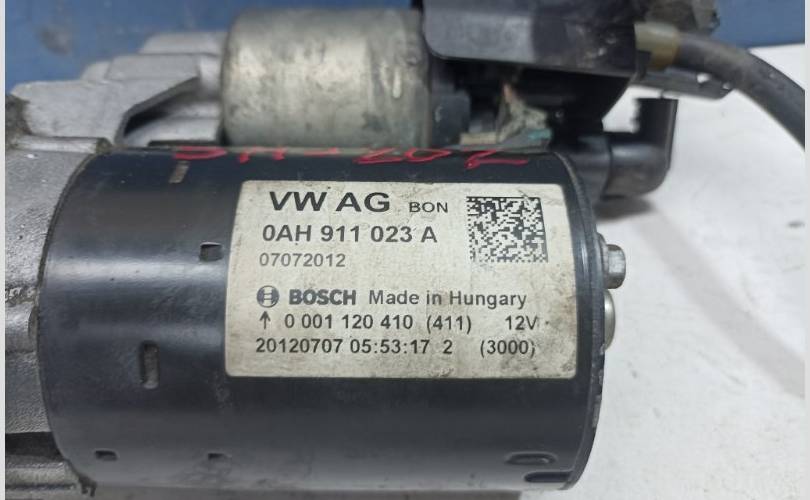 VW AG BON
0AH 911 023 A
07072012
BOSCH Made in Hungary
↑ 0 001 120 410 (411) 12V
20120707 05:53:17 2 (3000)